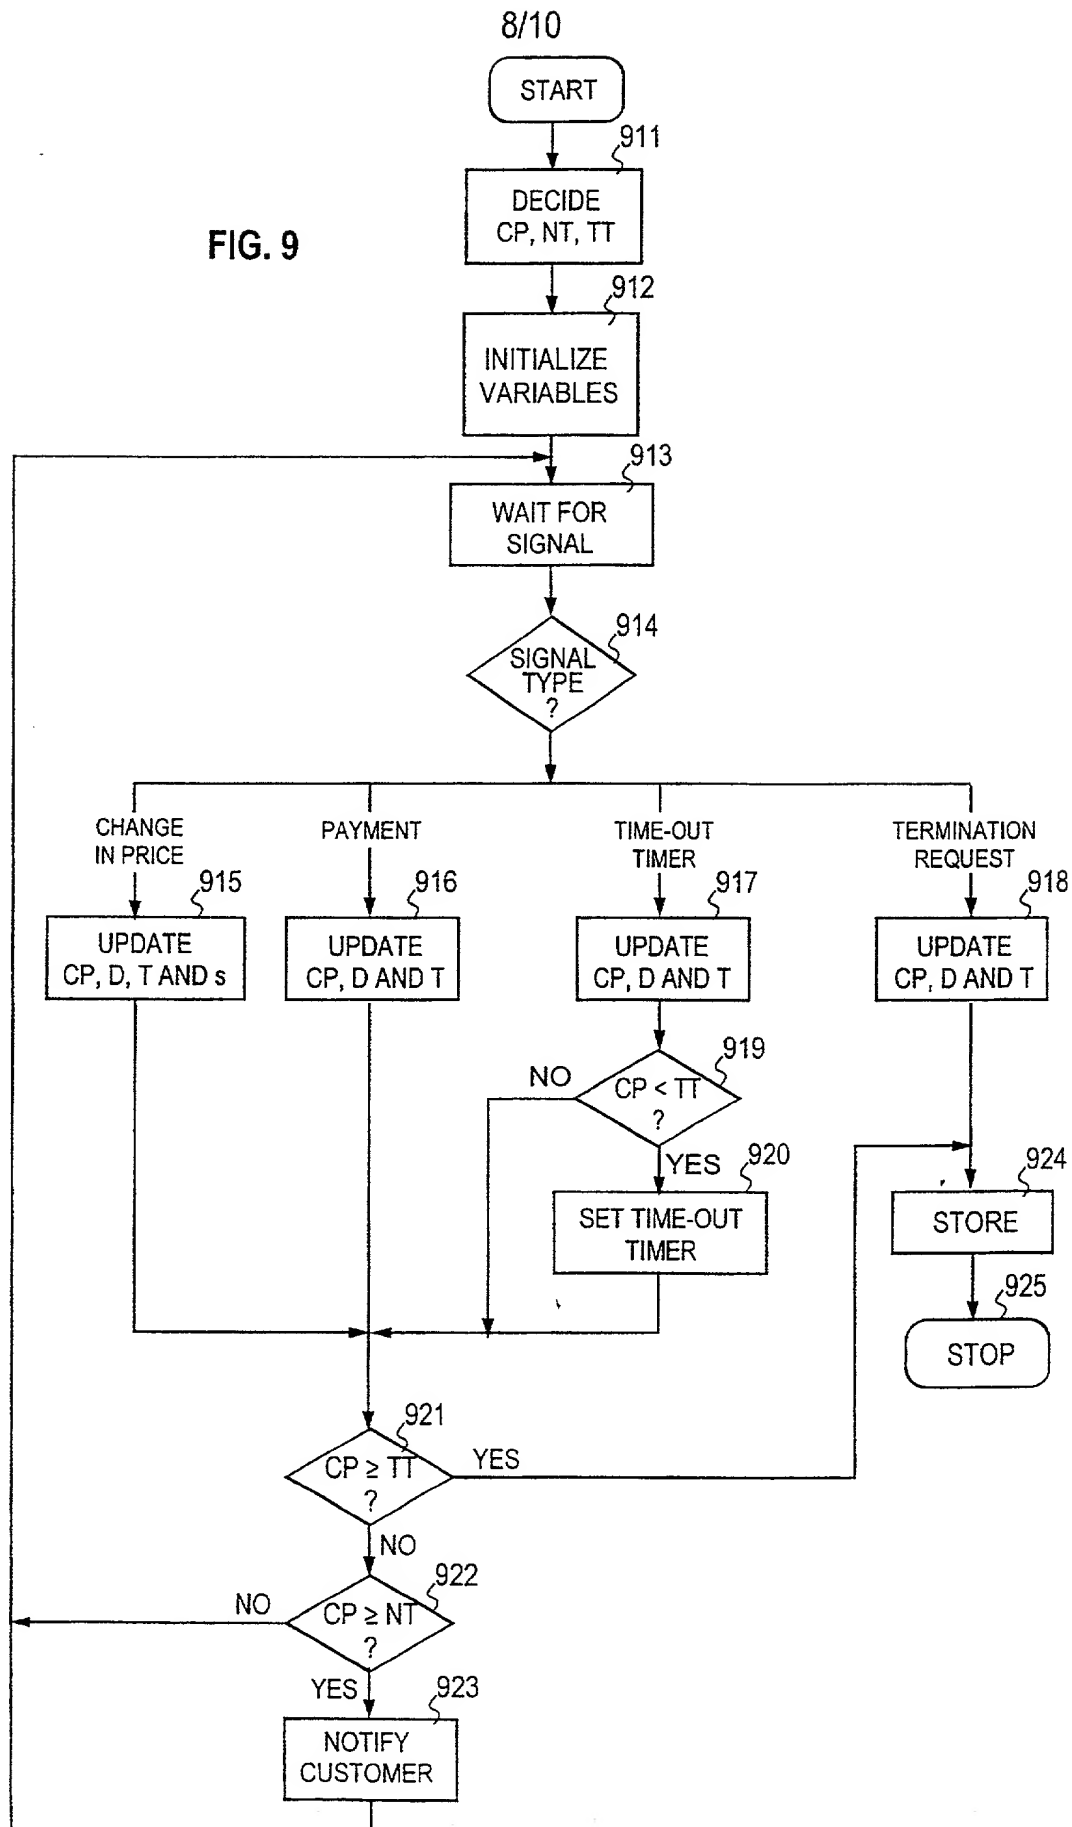 8/10
START
911
DECIDE
CP, NT, TT
FIG. 9
912
INITIALIZE
VARIABLES
913
WAIT FOR
SIGNAL
914
SIGNAL
TYPE
?
CHANGE
IN PRICE
PAYMENT
TIME-OUT
TIMER
TERMINATION
REQUEST
915
916
917
918
UPDATE
CP, D, T AND s
UPDATE
CP, D AND T
UPDATE
CP, D AND T
UPDATE
CP, D AND T
919
NO
CP < TT
?
YES
920
SET TIME-OUT
TIMER
924
STORE
925
STOP
921
CP ≥ TT
?
YES
NO
922
CP ≥ NT
?
NO
YES
923
NOTIFY
CUSTOMER